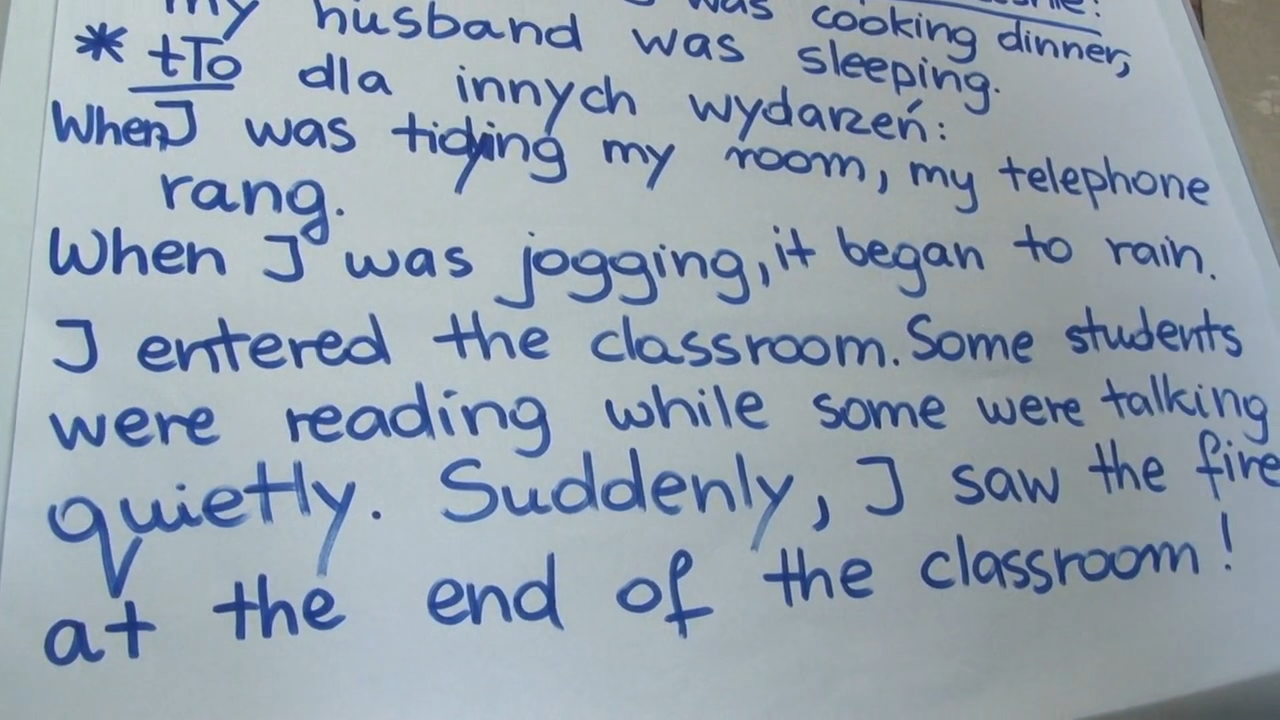 was cooking dinner,
my husband was sleeping.
* tTo dla innych wydarzeń:
When I was tidying my room, my telephone
rang.
When I was jogging, it began to rain.
I entered the classroom. Some students
were reading while some were talking
quietly. Suddenly, I saw the fire
at the end of the classroom!